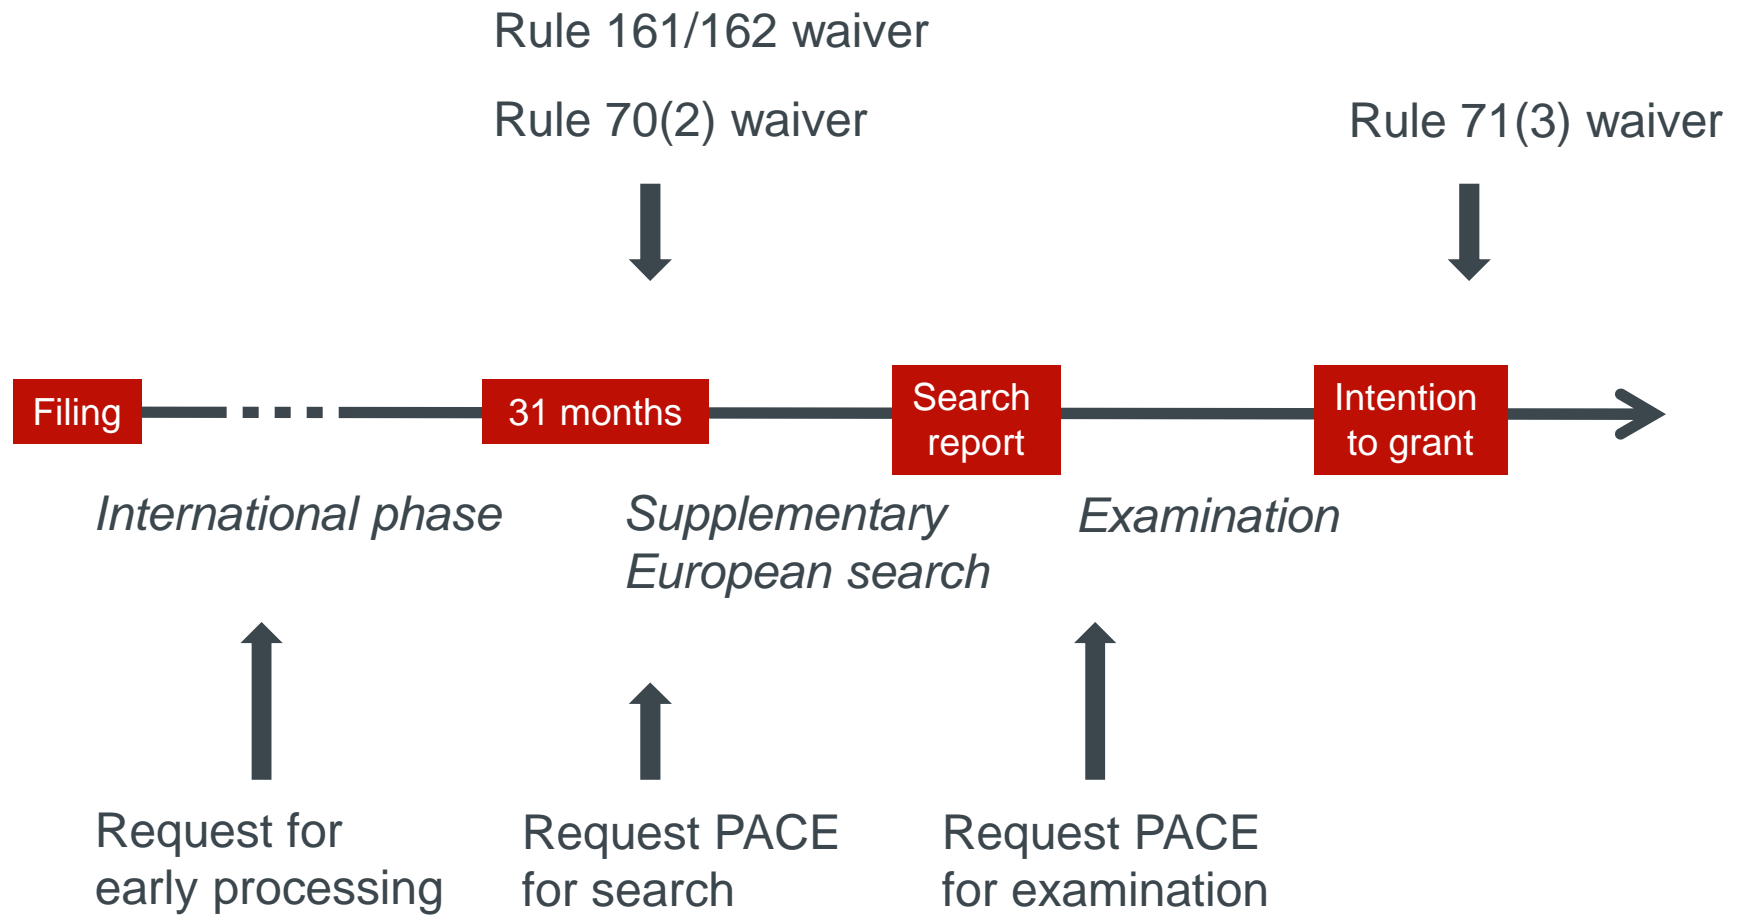 Rule 161/162 waiver
Rule 70(2) waiver
Rule 71(3) waiver
Filing
31 months
Search
report
Intention
to grant
International phase
Supplementary
European search
Examination
Request for
early processing
Request PACE
for search
Request PACE
for examination